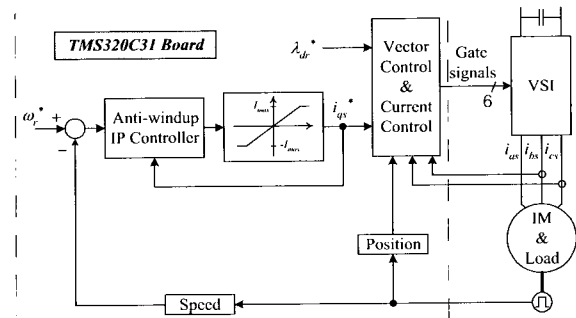 TMS320C31 Board
λdr*
Vector
Control
&
Current
Control
Gate
signals
6
VSI
ωr*
+
−
Anti-windup
IP Controller
Imax
-Imax
iqs*
ias ibs ics
IM
&
Load
Position
Speed